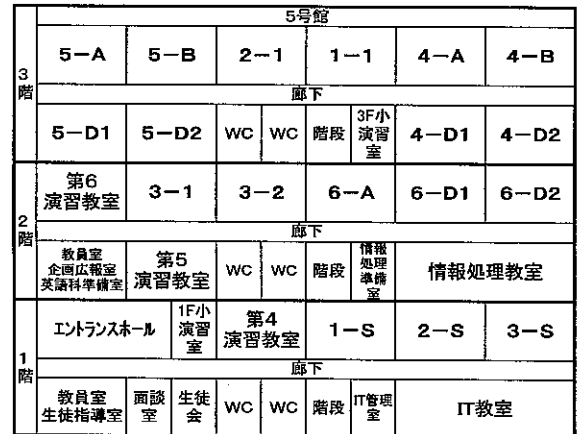 5号館
3階
5-A 5-B 2-1 1-1 4-A 4-B
廊下
5-D1 5-D2 WC WC 階段 3F小演習室 4-D1 4-D2
2階
第6演習教室 3-1 3-2 6-A 6-D1 6-D2
廊下
教員室 企画広報室 英語科準備室 第5演習教室 WC WC 階段 情報処理準備室 情報処理教室
1階
エントランスホール 1F小演習室 第4演習教室 1-S 2-S 3-S
廊下
教員室 生徒指導室 面談室 生徒会 WC WC 階段 IT管理室 IT教室